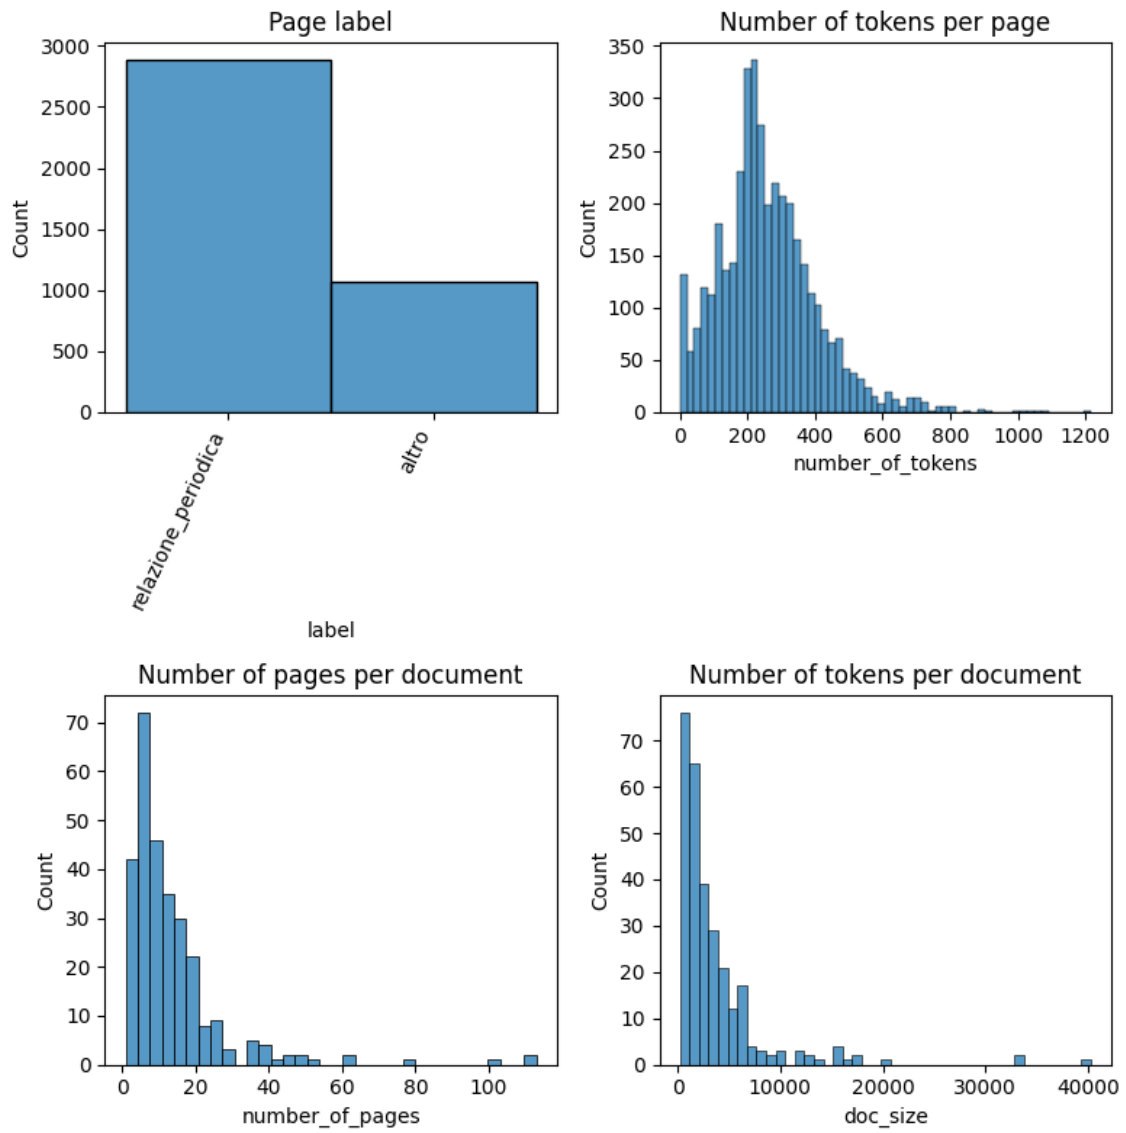 Page label
3000
2500
2000
1500
1000
500
0
Count
relazione_periodica
altro
label
Number of tokens per page
350
300
250
200
150
100
50
0
Count
0 200 400 600 800 1000 1200
number_of_tokens
Number of pages per document
70
60
50
40
30
20
10
0
Count
0 20 40 60 80 100
number_of_pages
Number of tokens per document
70
60
50
40
30
20
10
0
Count
0 10000 20000 30000 40000
doc_size